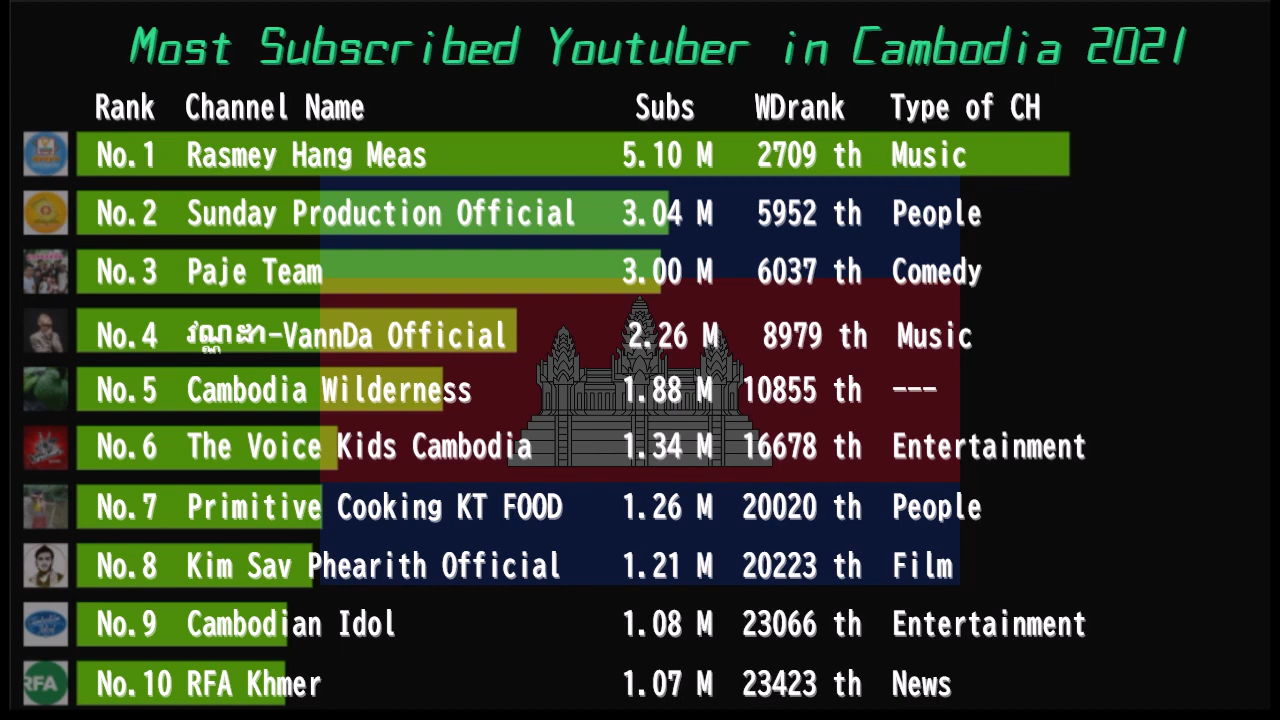 Most Subscribed Youtuber in Cambodia 2021
Rank Channel Name Subs WDrank Type of CH
No.1 Rasmey Hang Meas 5.10 M 2709 th Music
No.2 Sunday Production Official 3.04 M 5952 th People
No.3 Paje Team 3.00 M 6037 th Comedy
No.4 វណ្ណដា-VannDa Official 2.26 M 8979 th Music
No.5 Cambodia Wilderness 1.88 M 10855 th ---
No.6 The Voice Kids Cambodia 1.34 M 16678 th Entertainment
No.7 Primitive Cooking KT FOOD 1.26 M 20020 th People
No.8 Kim Sav Phearith Official 1.21 M 20223 th Film
No.9 Cambodian Idol 1.08 M 23066 th Entertainment
RFA No.10 RFA Khmer 1.07 M 23423 th News